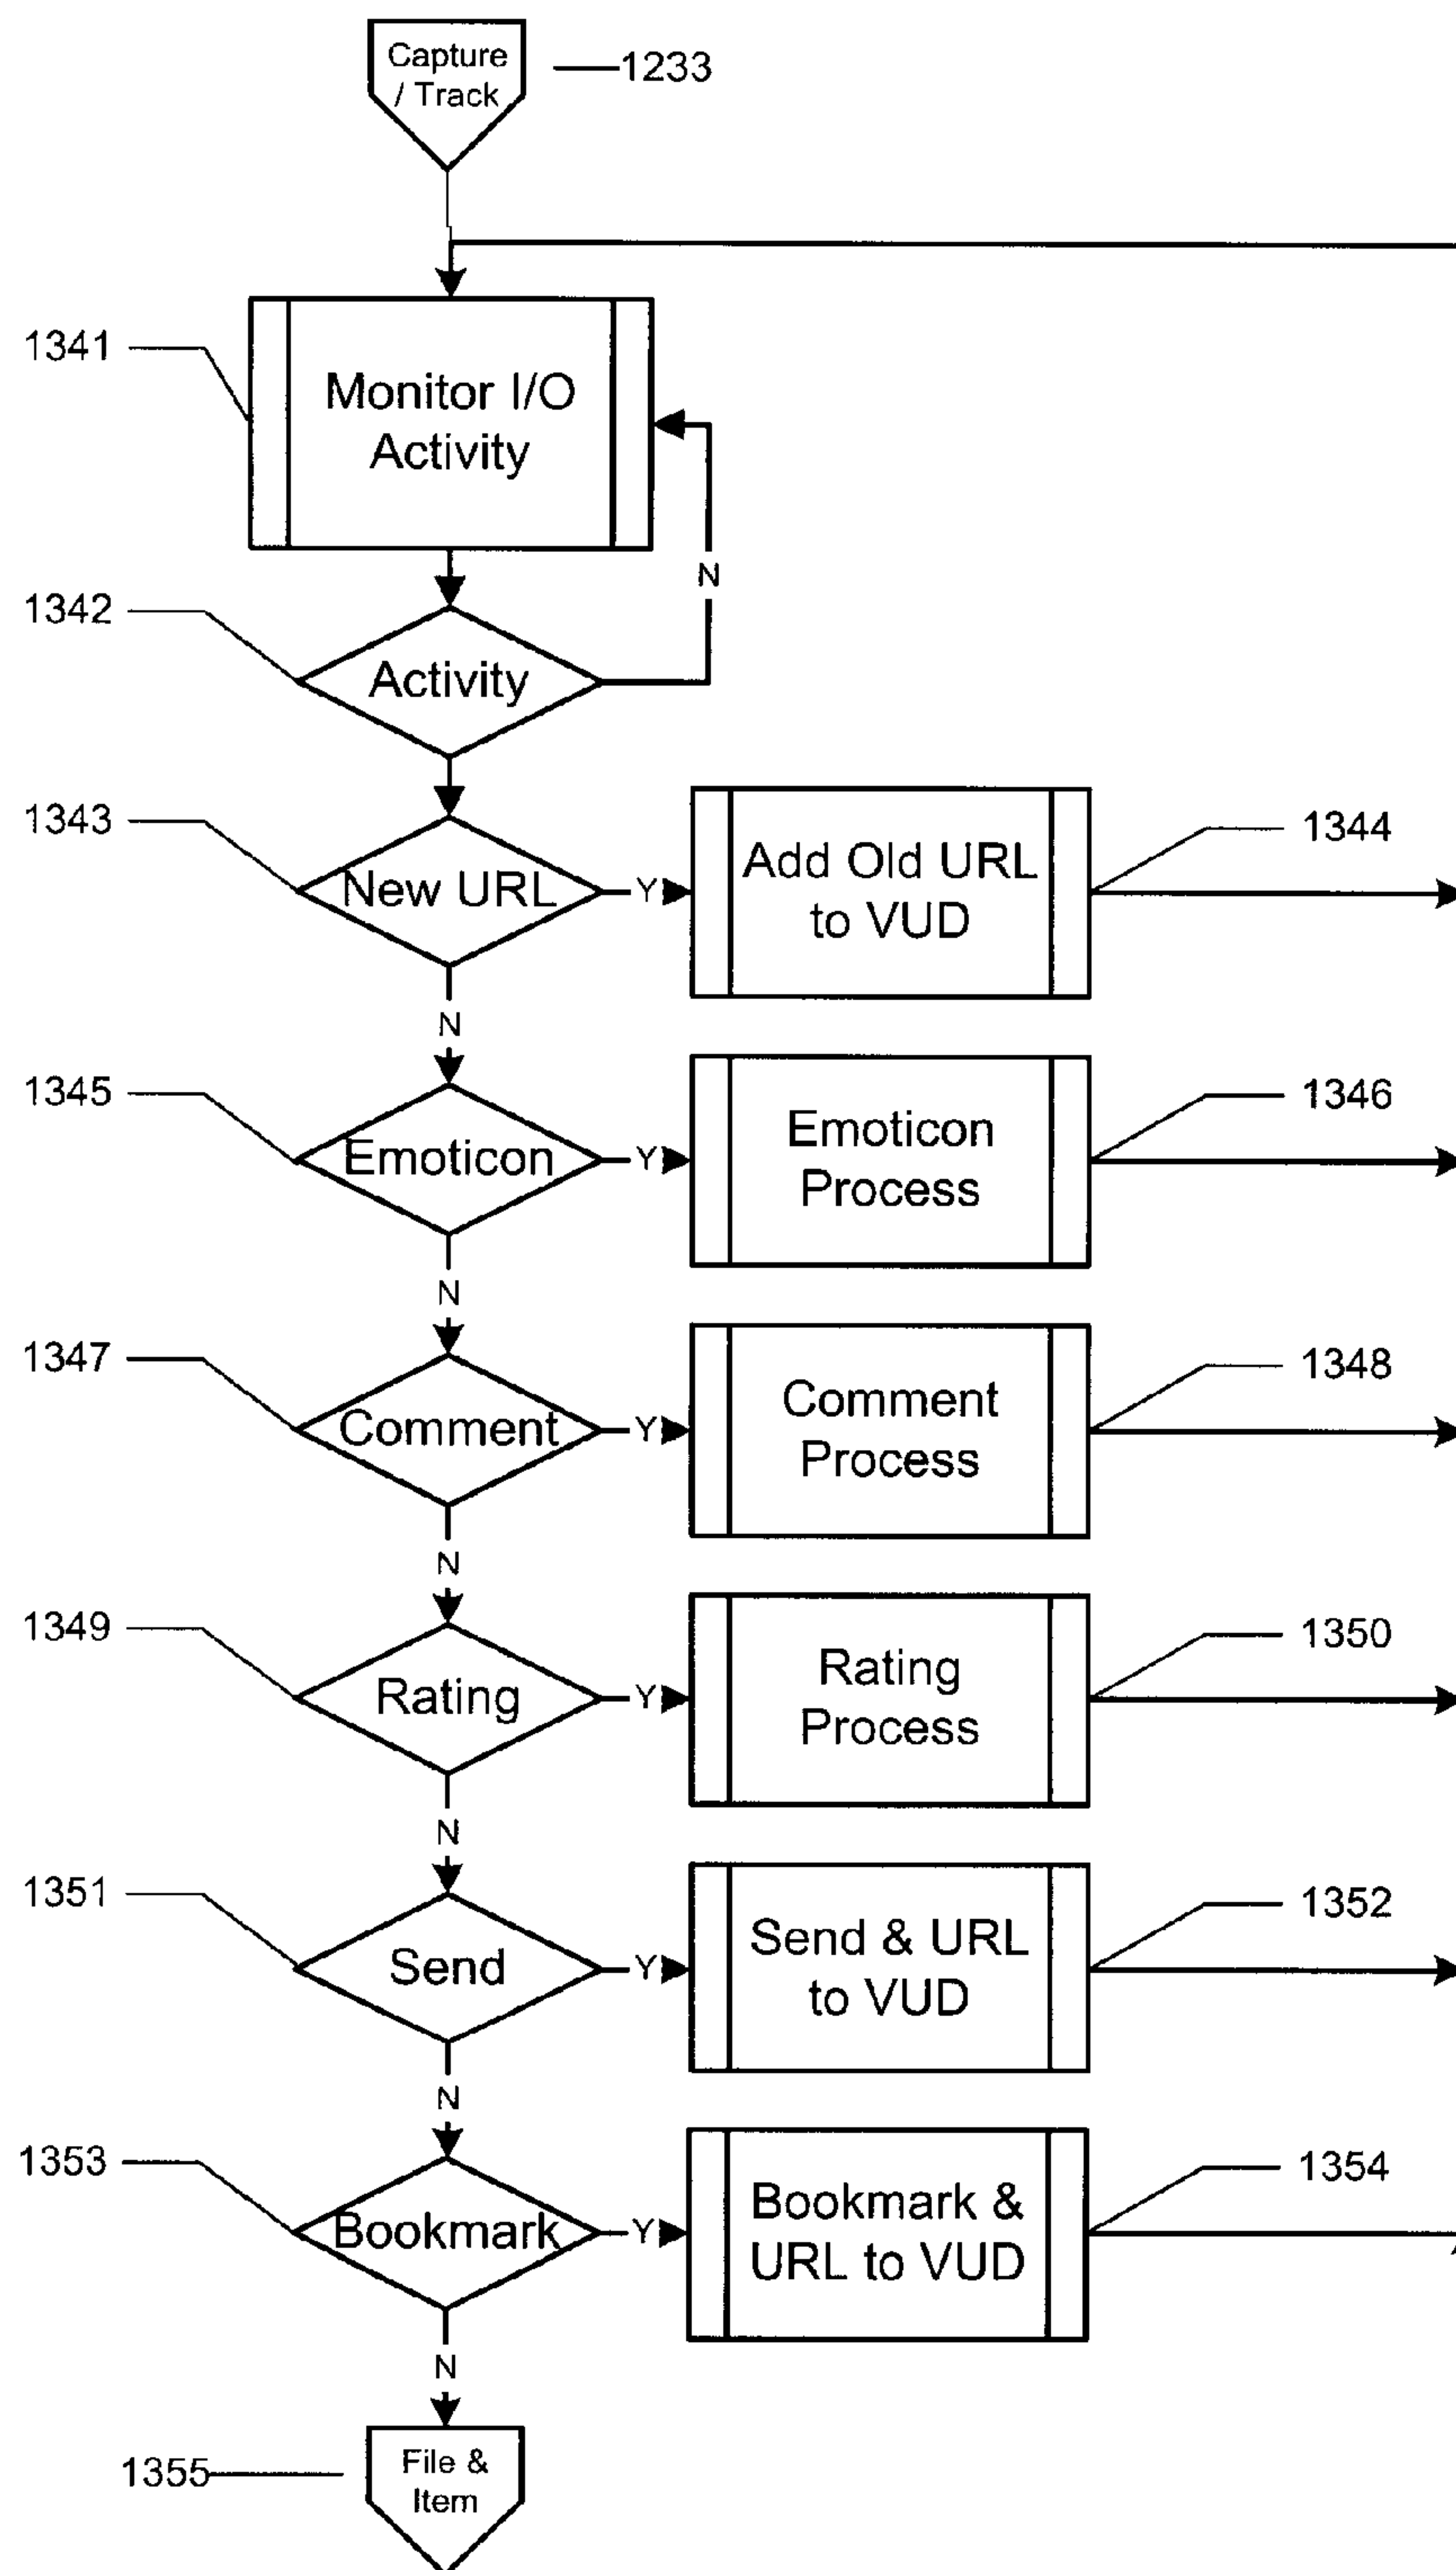 Capture
/ Track
1233
1341
Monitor I/O
Activity
N
1342
Activity
1343
New URL
Y
Add Old URL
to VUD
1344
N
1345
Emoticon
Y
Emoticon
Process
1346
N
1347
Comment
Y
Comment
Process
1348
N
1349
Rating
Y
Rating
Process
1350
N
1351
Send
Y
Send & URL
to VUD
1352
N
1353
Bookmark
Y
Bookmark &
URL to VUD
1354
N
1355
File &
Item